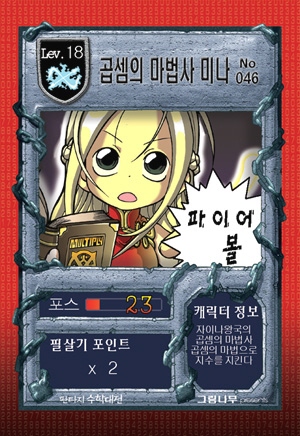 Lev.18
곱셈의 마법사 미나
No
046
MULTIPLY
파이어
볼
포스 23
필살기 포인트
x 2
캐릭터 정보
자이나왕국의
곱셈의 마법사
곱셈의 마법으로
지수를 지킨다
판타지 수학대전
그림나무 presents